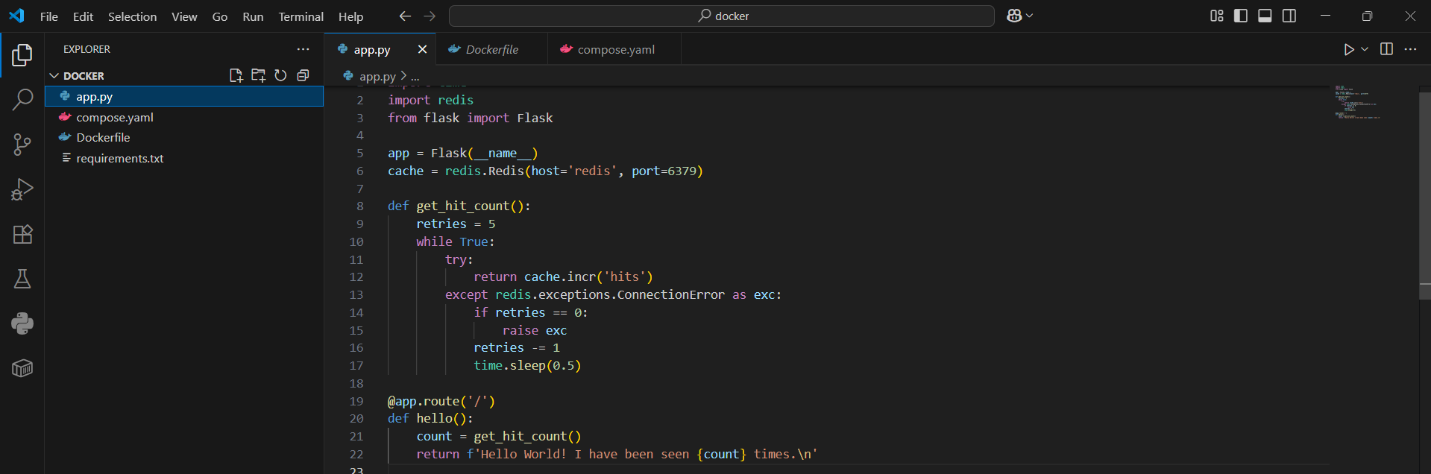 File Edit Selection View Go Run Terminal Help docker
EXPLORER
DOCKER
app.py
compose.yaml
Dockerfile
requirements.txt
app.py Dockerfile compose.yaml
app.py > ...
2 import redis
3 from flask import Flask
4
5 app = Flask(__name__)
6 cache = redis.Redis(host='redis', port=6379)
7
8 def get_hit_count():
9 retries = 5
10 while True:
11 try:
12 return cache.incr('hits')
13 except redis.exceptions.ConnectionError as exc:
14 if retries == 0:
15 raise exc
16 retries -= 1
17 time.sleep(0.5)
18
19 @app.route('/')
20 def hello():
21 count = get_hit_count()
22 return f'Hello World! I have been seen {count} times.\n'
23